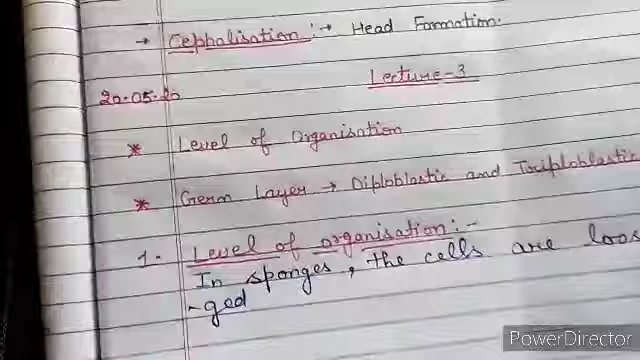 → Cephalisation :→ Head Formation.
Lecture-3
20.05.20
* Level of Organisation
* Germ Layer → Diploblastic and Triploblastic
1. Level of organisation:-
In sponges, the cells are loos
-ged
PowerDirector